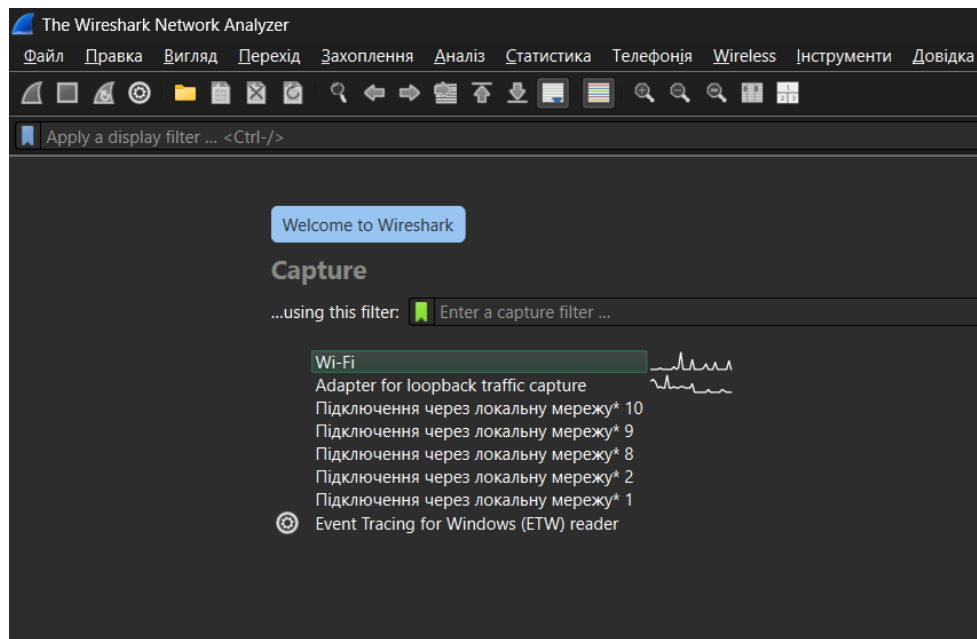 The Wireshark Network Analyzer
Файл Правка Вигляд Перехід Захоплення Аналіз Статистика Телефонія Wireless Інструменти Довідка
Apply a display filter ... <Ctrl-/>
Welcome to Wireshark
Capture
...using this filter: Enter a capture filter ...
Wi-Fi
Adapter for loopback traffic capture
Підключення через локальну мережу* 10
Підключення через локальну мережу* 9
Підключення через локальну мережу* 8
Підключення через локальну мережу* 2
Підключення через локальну мережу* 1
Event Tracing for Windows (ETW) reader